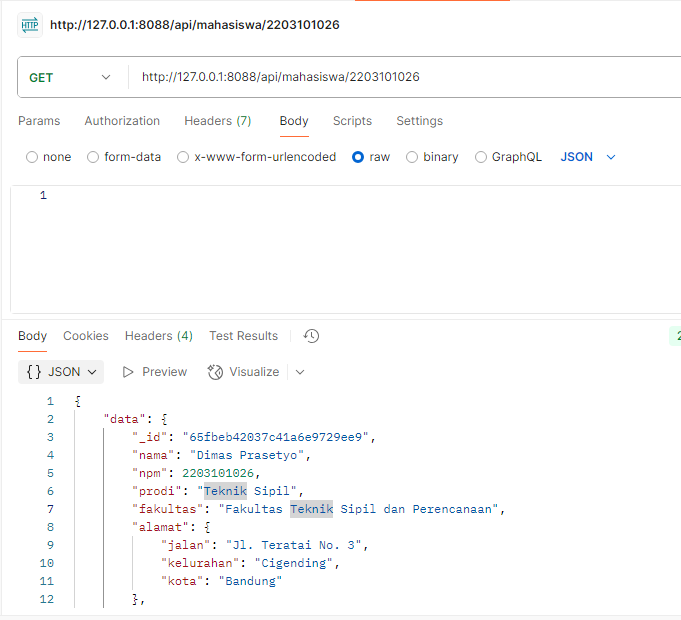 HTTP http://127.0.0.1:8088/api/mahasiswa/2203101026
GET http://127.0.0.1:8088/api/mahasiswa/2203101026
Params Authorization Headers (7) Body Scripts Settings
none form-data x-www-form-urlencoded raw binary GraphQL JSON
1
Body Cookies Headers (4) Test Results 2
{} JSON Preview Visualize
1 {
2 "data": {
3 "_id": "65fbeb42037c41a6e9729ee9",
4 "nama": "Dimas Prasetyo",
5 "npm": 2203101026,
6 "prodi": "Teknik Sipil",
7 "fakultas": "Fakultas Teknik Sipil dan Perencanaan",
8 "alamat": {
9 "jalan": "Jl. Teratai No. 3",
10 "kelurahan": "Cigending",
11 "kota": "Bandung"
12 },